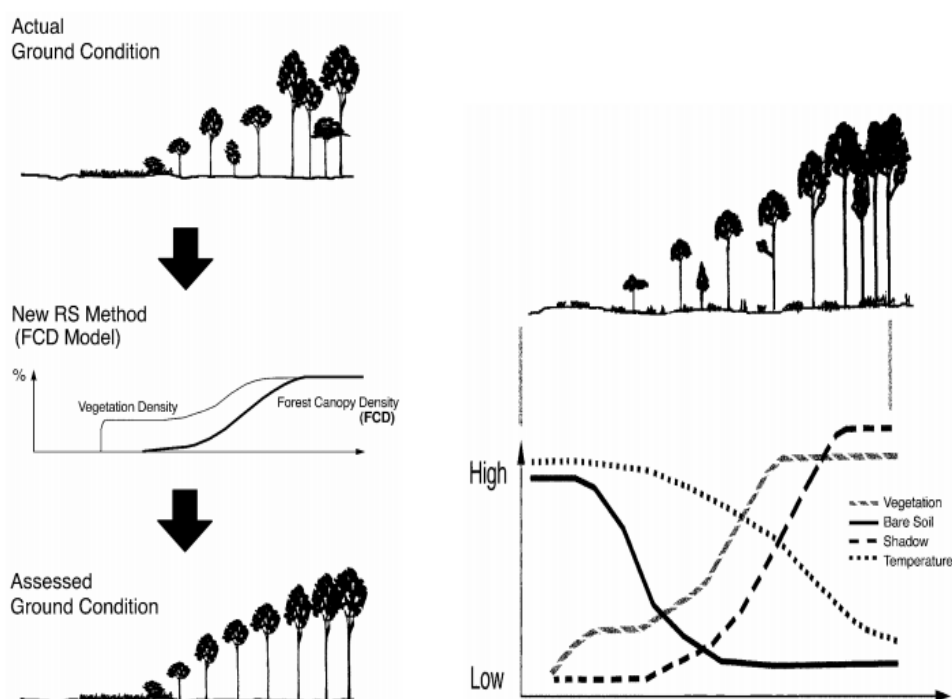 Actual
Ground Condition
New RS Method
(FCD Model)
%
Vegetation Density
Forest Canopy Density
(FCD)
Assessed
Ground Condition
High
Low
Vegetation
Bare Soil
Shadow
Temperature